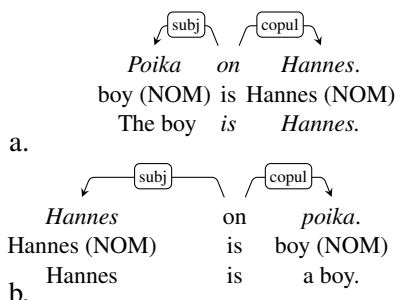 subj copul
Poika on Hannes.
boy (NOM) is Hannes (NOM)
The boy is Hannes.
a.
subj copul
Hannes on poika.
Hannes (NOM) is boy (NOM)
Hannes is a boy.
b.